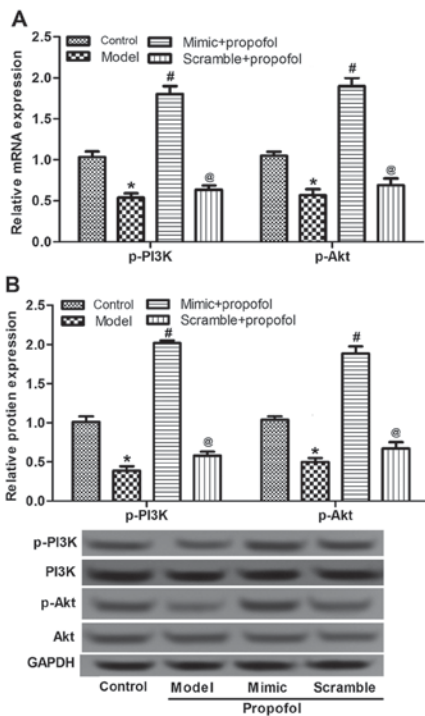 A
Control
Mimic+propofol
Model
Scramble+propofol
Relative mRNA expression
2.5
2.0
1.5
1.0
0.5
0.0
*
#
@
*
#
@
p-PI3K
p-Akt
B
Control
Mimic+propofol
Model
Scramble+propofol
Relative protien expression
2.5
2.0
1.5
1.0
0.5
0.0
*
#
@
*
#
@
p-PI3K
p-Akt
p-PI3K
PI3K
p-Akt
Akt
GAPDH
Control Model Mimic Scramble
Propofol